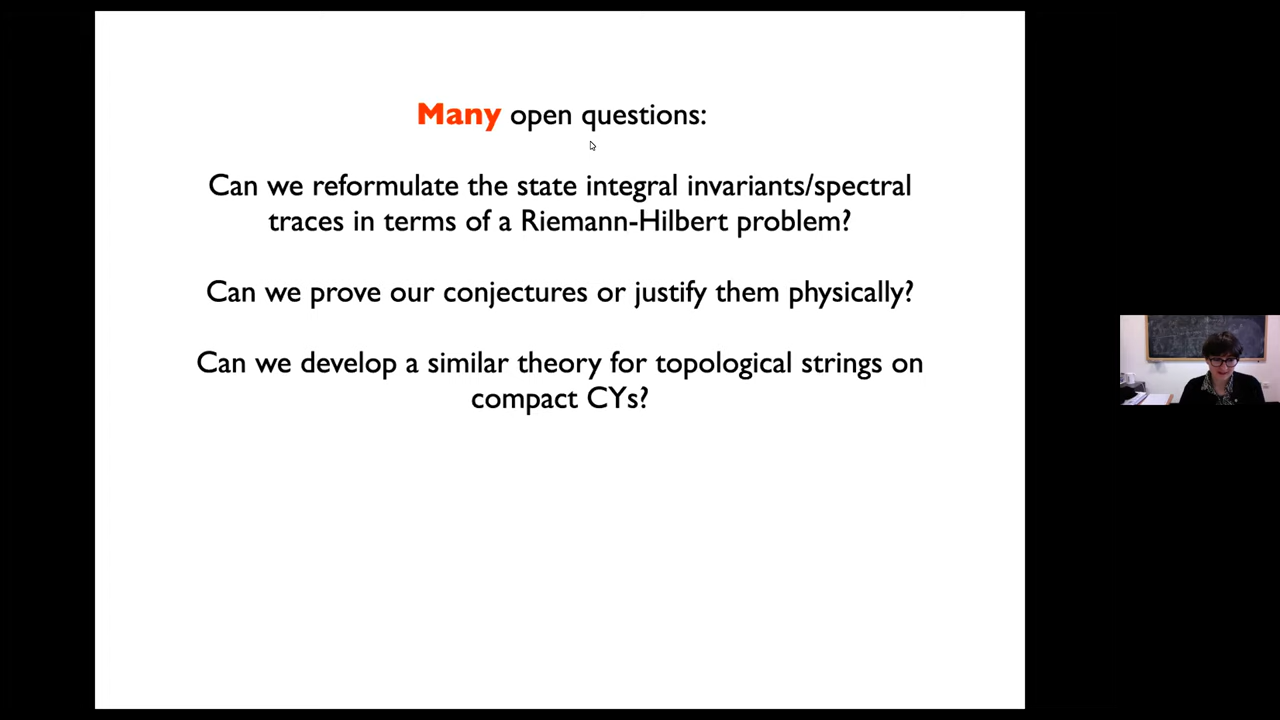 Many open questions:
Can we reformulate the state integral invariants/spectral
traces in terms of a Riemann-Hilbert problem?
Can we prove our conjectures or justify them physically?
Can we develop a similar theory for topological strings on
compact CYs?